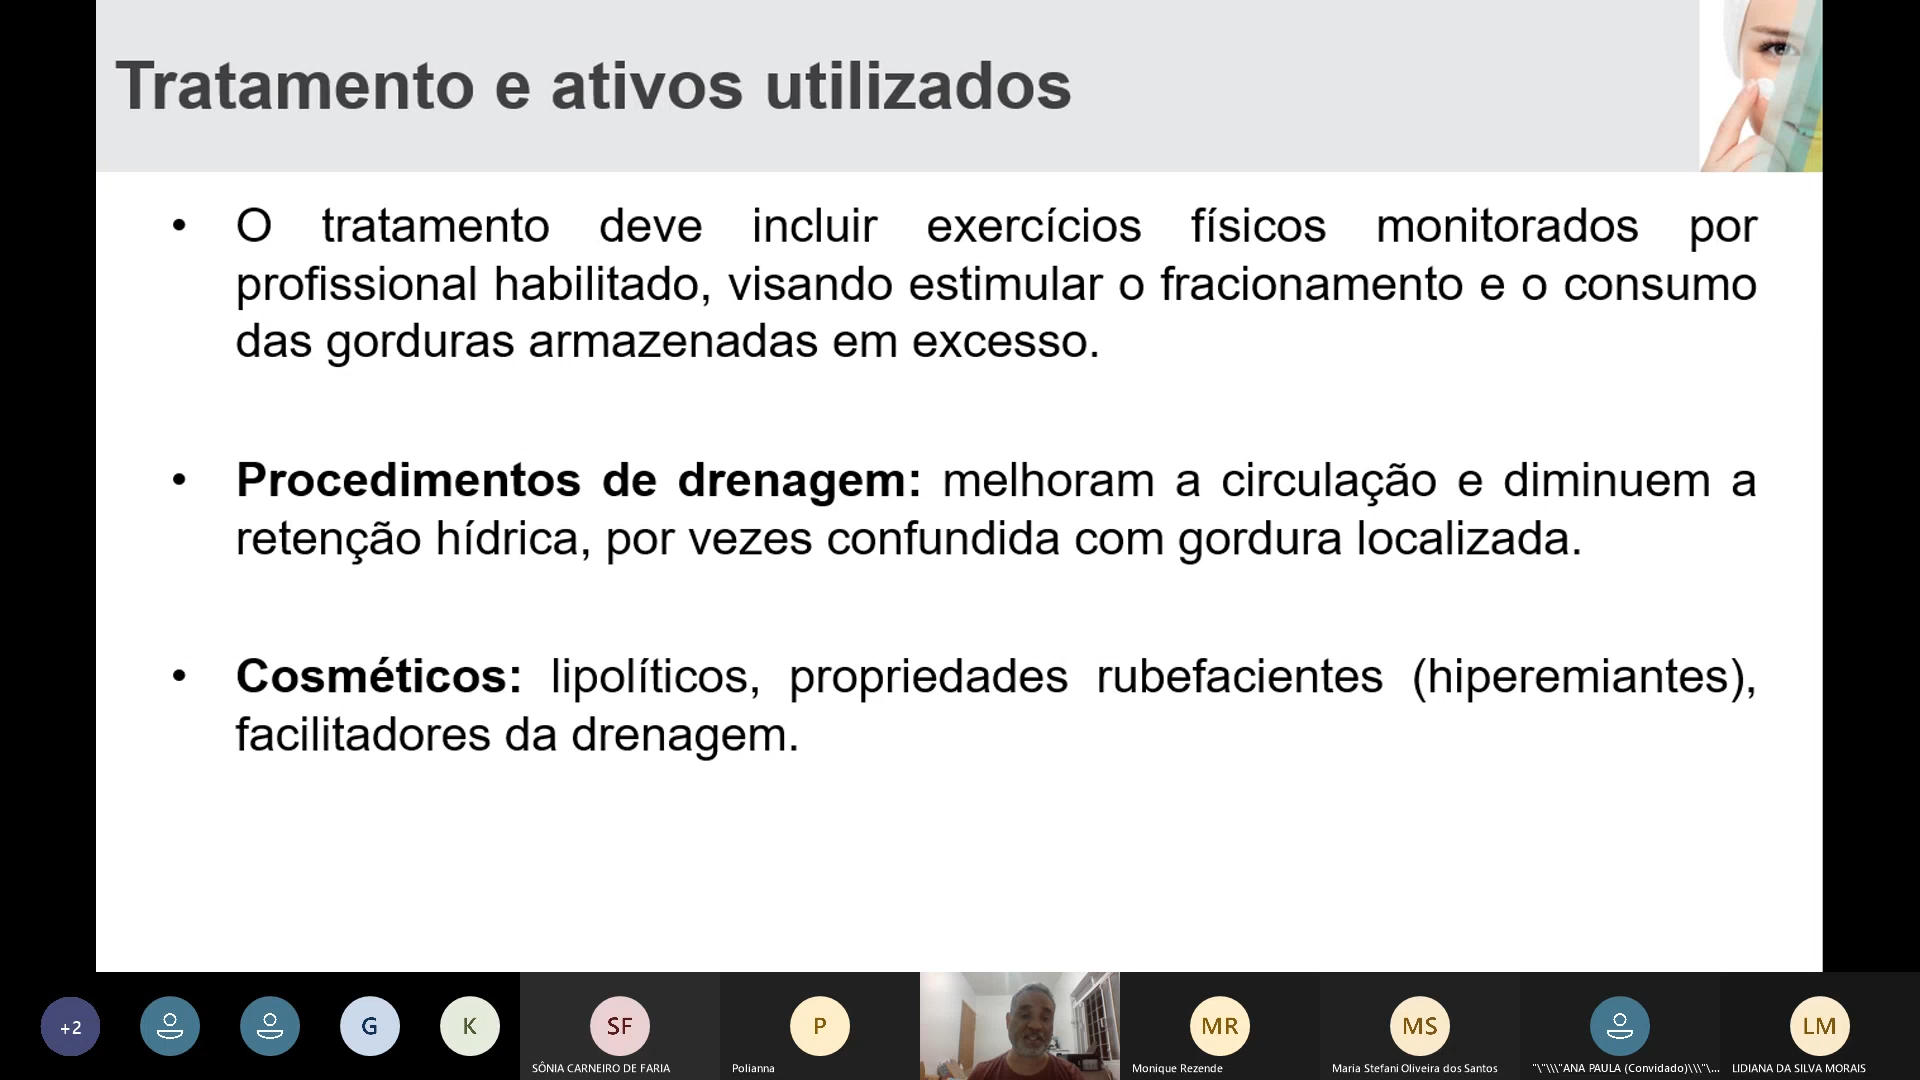 Tratamento e ativos utilizados
• O tratamento deve incluir exercícios físicos monitorados por
profissional habilitado, visando estimular o fracionamento e o consumo
das gorduras armazenadas em excesso.
• Procedimentos de drenagem: melhoram a circulação e diminuem a
retenção hídrica, por vezes confundida com gordura localizada.
• Cosméticos: lipolíticos, propriedades rubefacientes (hiperemiantes),
facilitadores da drenagem.
+2
G
K
SF
P
MR
MS
LM
SÔNIA CARNEIRO DE FARIA
Polianna
Monique Rezende
Maria Stefani Oliveira dos Santos
"\"\\\"ANA PAULA (Convidado)\\\"\...
LIDIANA DA SILVA MORAIS